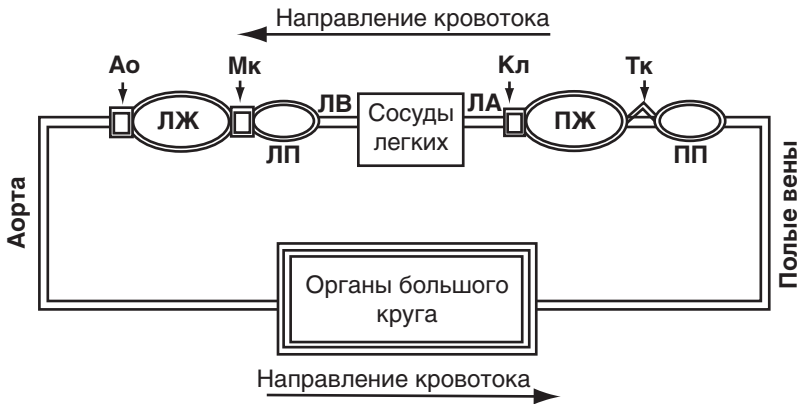 Направление кровотока
Ао
Мк
Кл
Тк
ЛЖ
ЛП
ЛВ
Сосуды
легких
ЛА
ПЖ
ПП
Аорта
Полые вены
Органы большого
круга
Направление кровотока